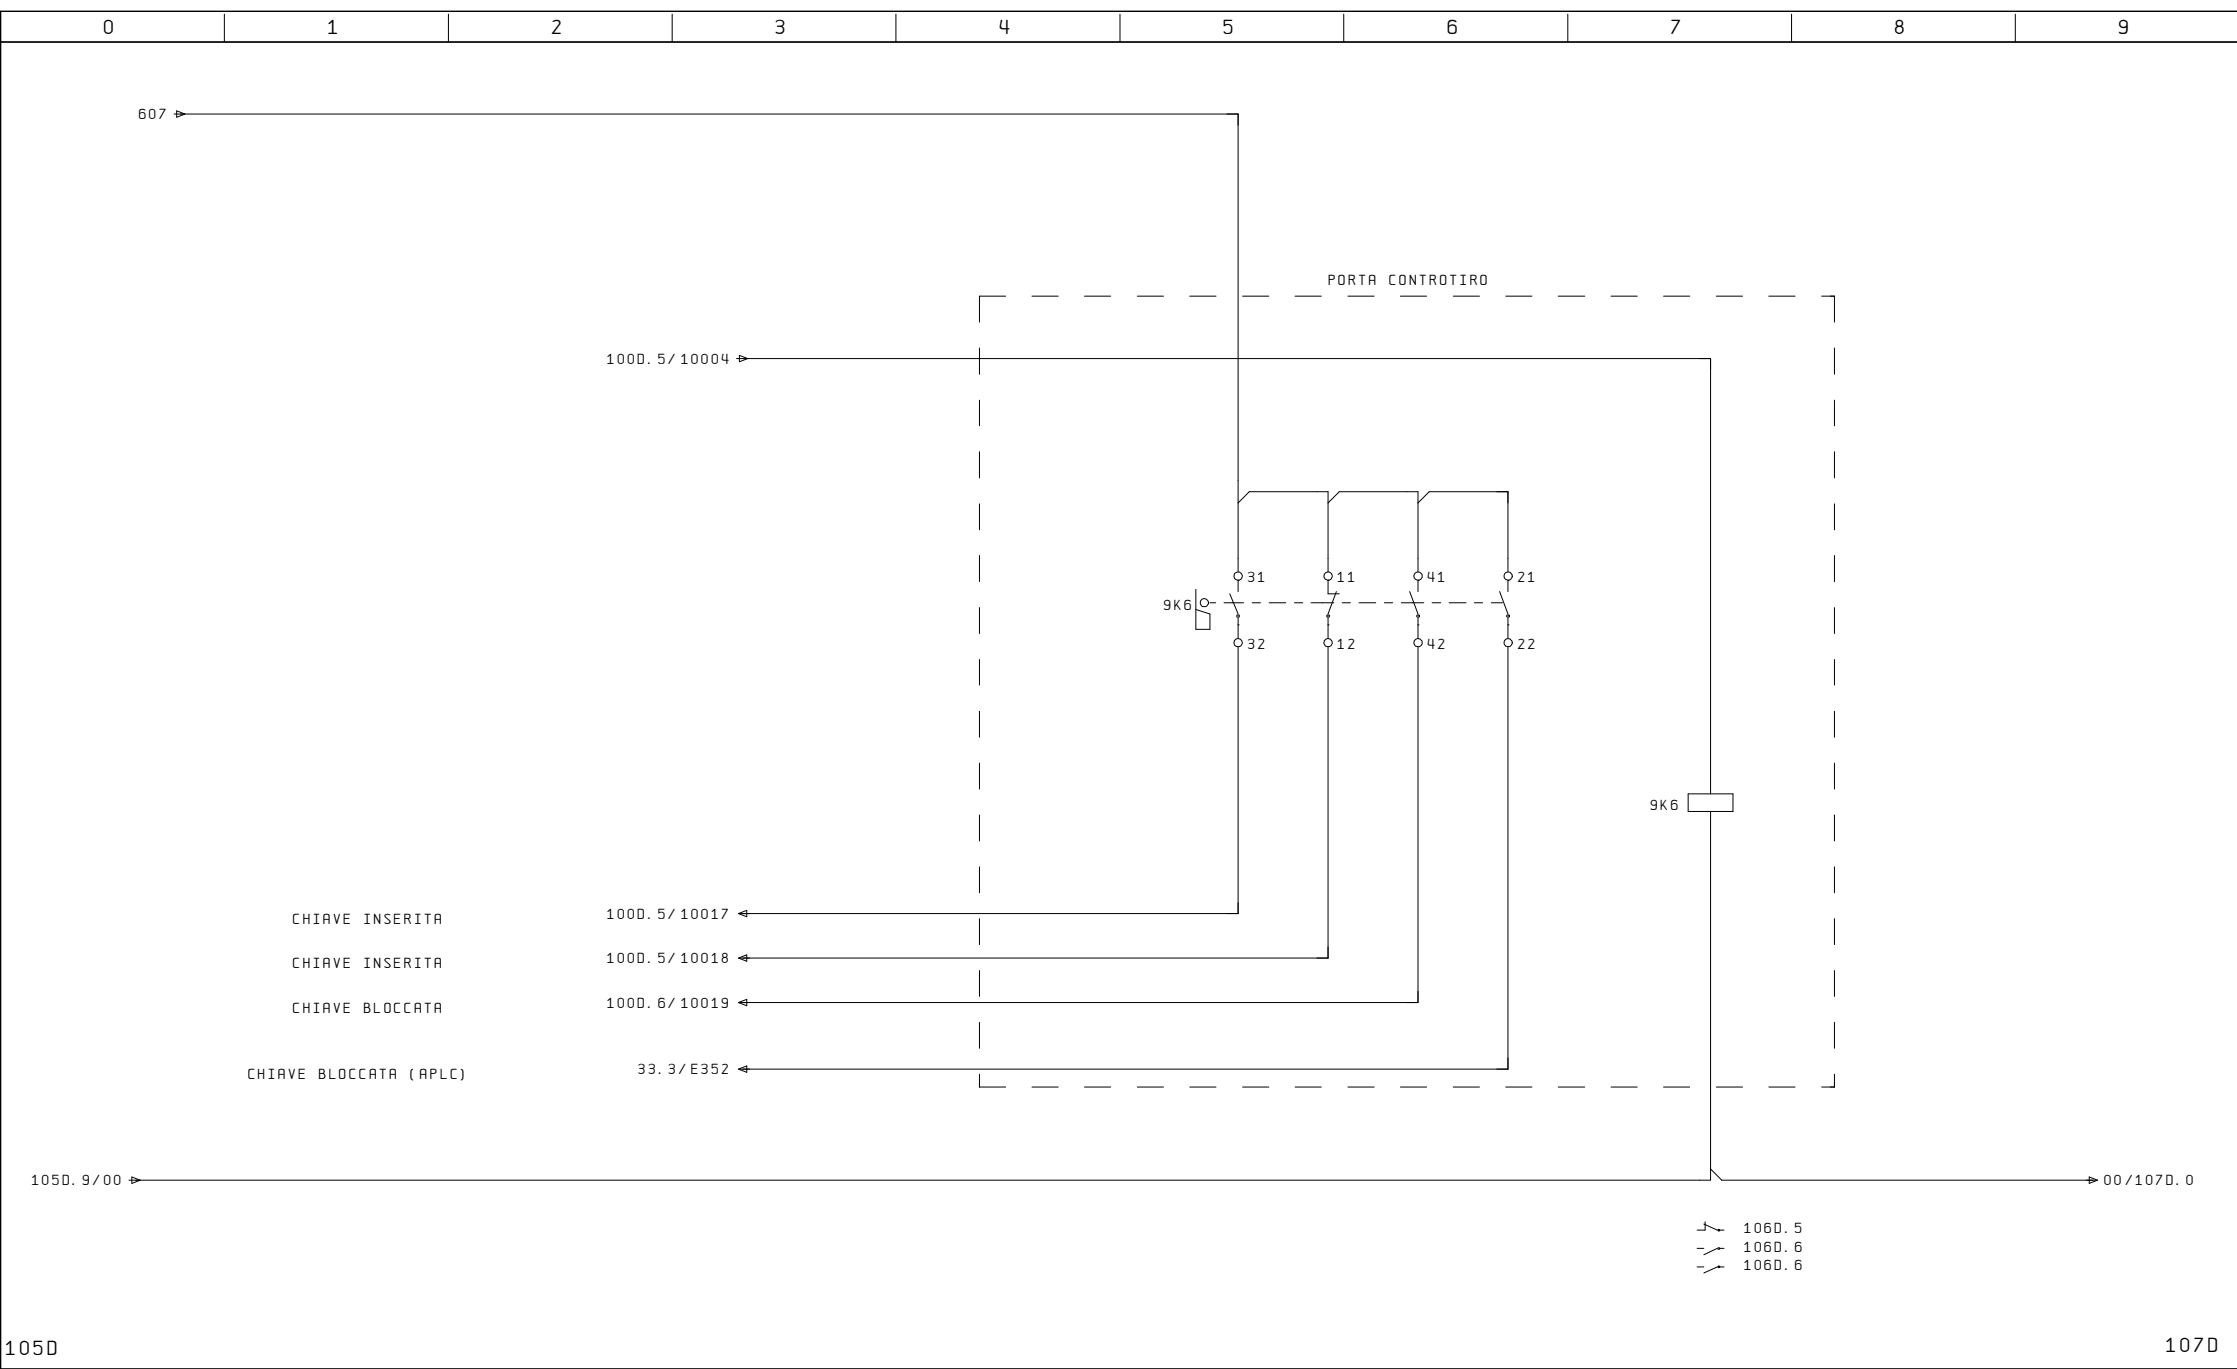 0 1 2 3 4 5 6 7 8 9
607
PORTA CONTROTIRO
100D.5/10004
31 11 41 21
9K6
32 12 42 22
9K6
CHIAVE INSERITA 100D.5/10017
CHIAVE INSERITA 100D.5/10018
CHIAVE BLOCCATA 100D.6/10019
CHIAVE BLOCCATA (APLC) 33.3/E352
105D.9/00 00/107D.0
106D.5
106D.6
106D.6
105D 107D